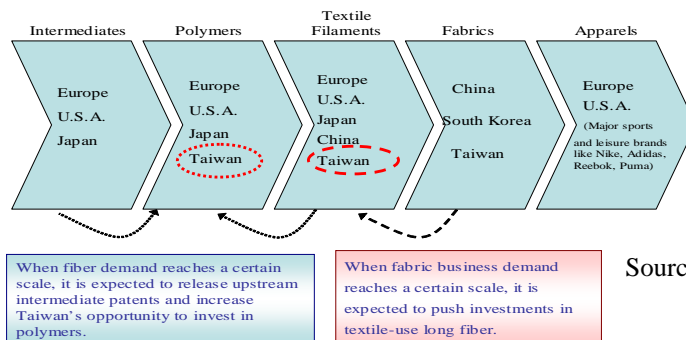 Intermediates
Polymers
Textile
Filaments
Fabrics
Apparels
Europe
U.S.A.
Japan
Europe
U.S.A.
Japan
Taiwan
Europe
U.S.A.
Japan
China
Taiwan
China
South Korea
Taiwan
Europe
U.S.A.
(Major sports
and leisure brands
like Nike, Adidas,
Reebok, Puma)
When fiber demand reaches a certain
scale, it is expected to release upstream
intermediate patents and increase
Taiwan's opportunity to invest in
polymers.
When fabric business demand
reaches a certain scale, it is
expected to push investments in
textile-use long fiber.
Sourc